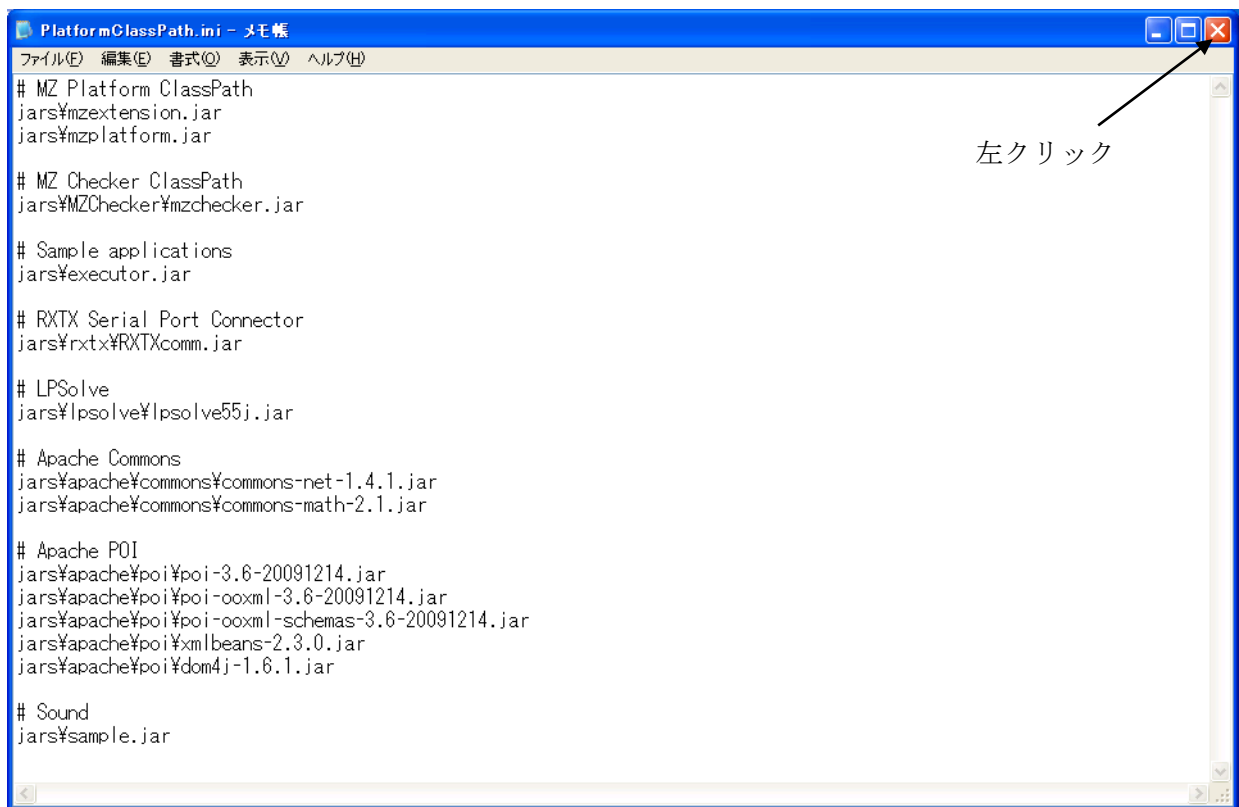 PlatformClassPath.ini - メモ帳
ファイル(F) 編集(E) 書式(O) 表示(V) ヘルプ(H)
# MZ Platform ClassPath
jars¥mzextension.jar
jars¥mzplatform.jar
左クリック
# MZ Checker ClassPath
jars¥MZChecker¥mzchecker.jar
# Sample applications
jars¥executor.jar
# RXTX Serial Port Connector
jars¥rxtx¥RXTXcomm.jar
# LPSolve
jars¥lpsolve¥lpsolve55j.jar
# Apache Commons
jars¥apache¥commons¥commons-net-1.4.1.jar
jars¥apache¥commons¥commons-math-2.1.jar
# Apache POI
jars¥apache¥poi¥poi-3.6-20091214.jar
jars¥apache¥poi¥poi-ooxml-3.6-20091214.jar
jars¥apache¥poi¥poi-ooxml-schemas-3.6-20091214.jar
jars¥apache¥poi¥xmlbeans-2.3.0.jar
jars¥apache¥poi¥dom4j-1.6.1.jar
# Sound
jars¥sample.jar